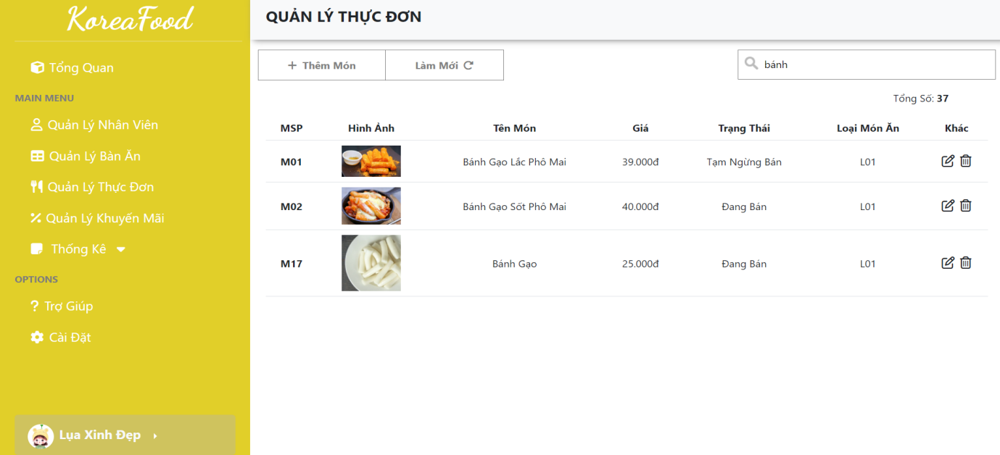 KoreaFood
Tổng Quan
MAIN MENU
Quản Lý Nhân Viên
Quản Lý Bàn Ăn
Quản Lý Thực Đơn
Quản Lý Khuyến Mãi
Thống Kê
OPTIONS
Trợ Giúp
Cài Đặt
Lụa Xinh Đẹp
QUẢN LÝ THỰC ĐƠN
+ Thêm Món Làm Mới
bánh
Tổng Số: 37
MSP Hình Ảnh Tên Món Giá Trạng Thái Loại Món Ăn Khác
M01 Bánh Gạo Lắc Phô Mai 39.000đ Tạm Ngừng Bán L01
M02 Bánh Gạo Sốt Phô Mai 40.000đ Đang Bán L01
M17 Bánh Gạo 25.000đ Đang Bán L01